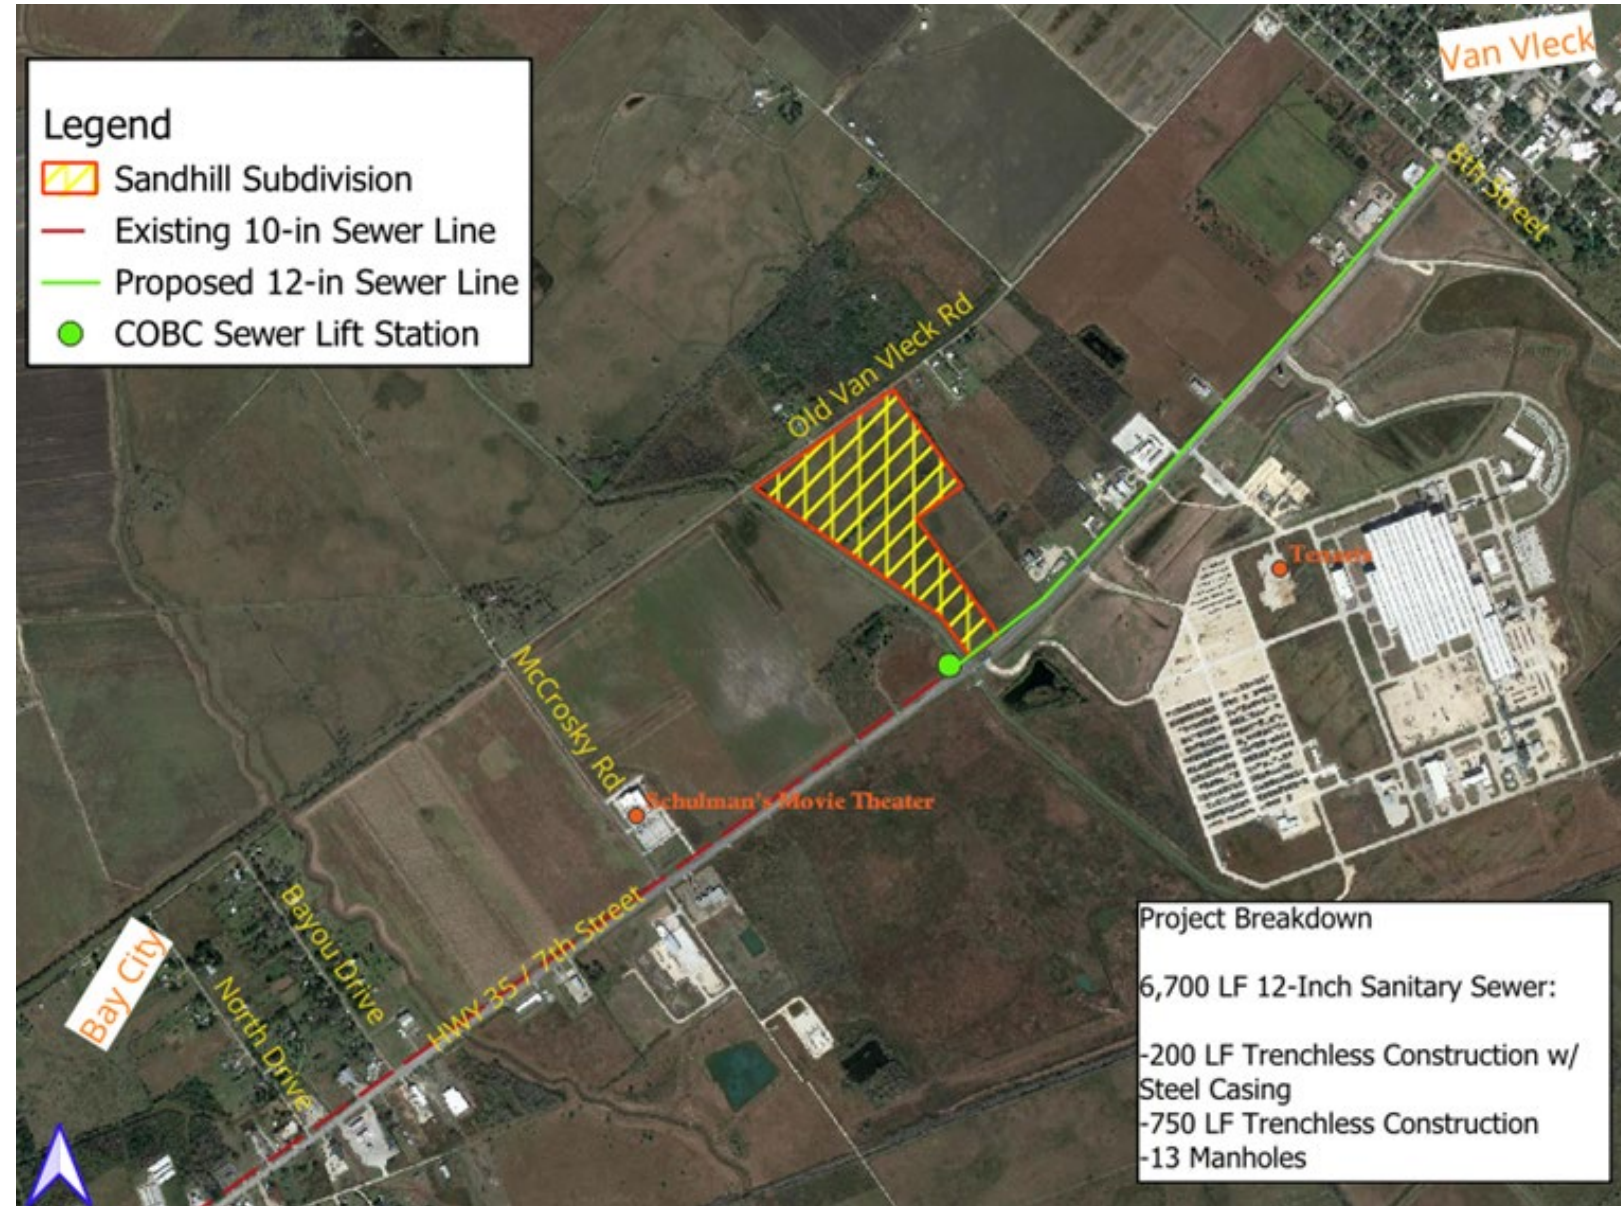 Van Vleck
Legend
Sandhill Subdivision
Existing 10-in Sewer Line
Proposed 12-in Sewer Line
COBC Sewer Lift Station
8th Street
Old Van Vleck Rd
Tenaris
McCrosky Rd
Schulman's Movie Theater
Bayou Drive
HWY 35 / 7th Street
Bay City
North Drive
Project Breakdown
6,700 LF 12-Inch Sanitary Sewer:
-200 LF Trenchless Construction w/
Steel Casing
-750 LF Trenchless Construction
-13 Manholes